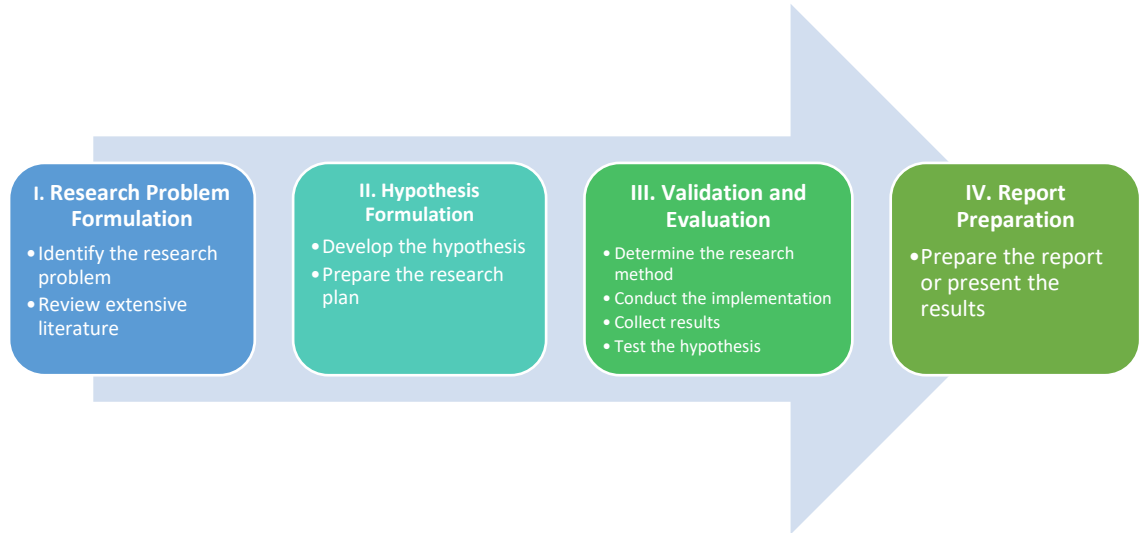 I. Research Problem
Formulation
• Identify the research
problem
• Review extensive
literature
II. Hypothesis
Formulation
• Develop the hypothesis
• Prepare the research
plan
III. Validation and
Evaluation
• Determine the research
method
• Conduct the implementation
• Collect results
• Test the hypothesis
IV. Report
Preparation
• Prepare the report
or present the
results